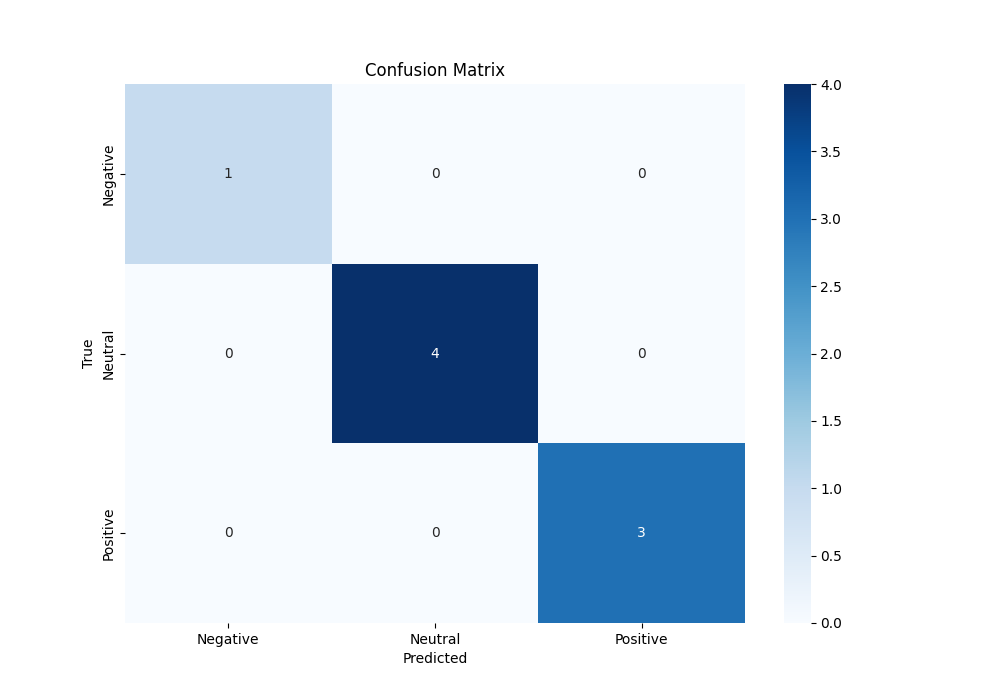 Confusion Matrix
Negative
1
0
0
True
Neutral
0
4
0
Positive
0
0
3
Negative
Neutral
Positive
Predicted
4.0
3.5
3.0
2.5
2.0
1.5
1.0
0.5
0.0